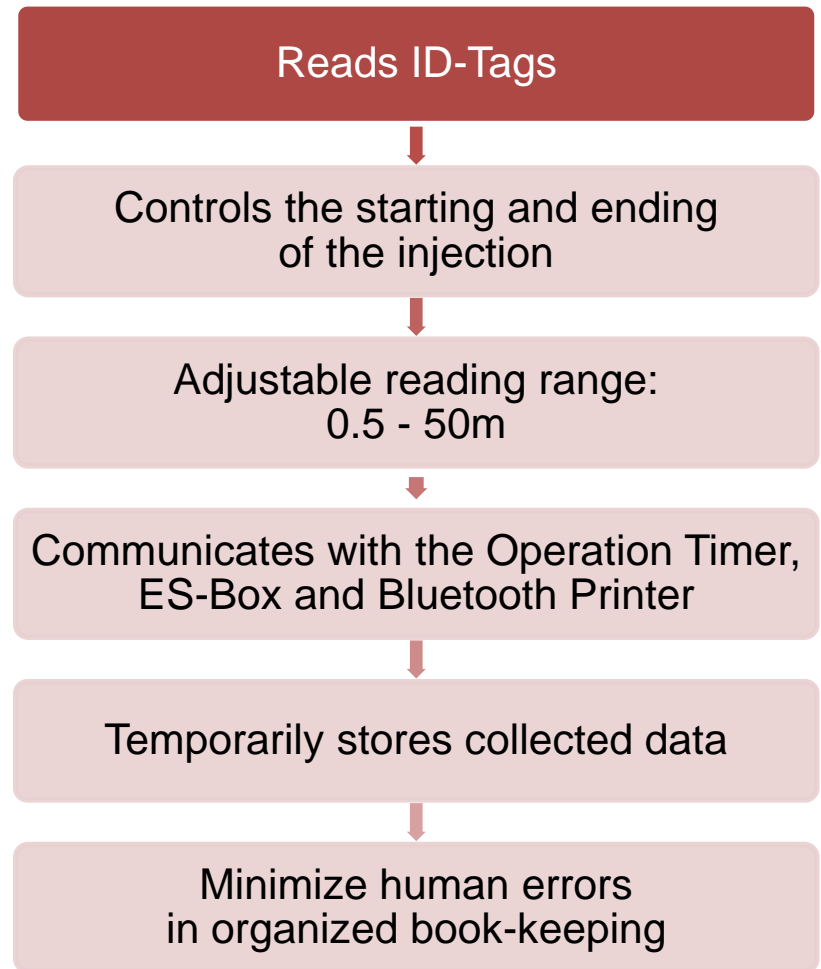 Reads ID-Tags
Controls the starting and ending
of the injection
Adjustable reading range:
0.5 - 50m
Communicates with the Operation Timer,
ES-Box and Bluetooth Printer
Temporarily stores collected data
Minimize human errors
in organized book-keeping